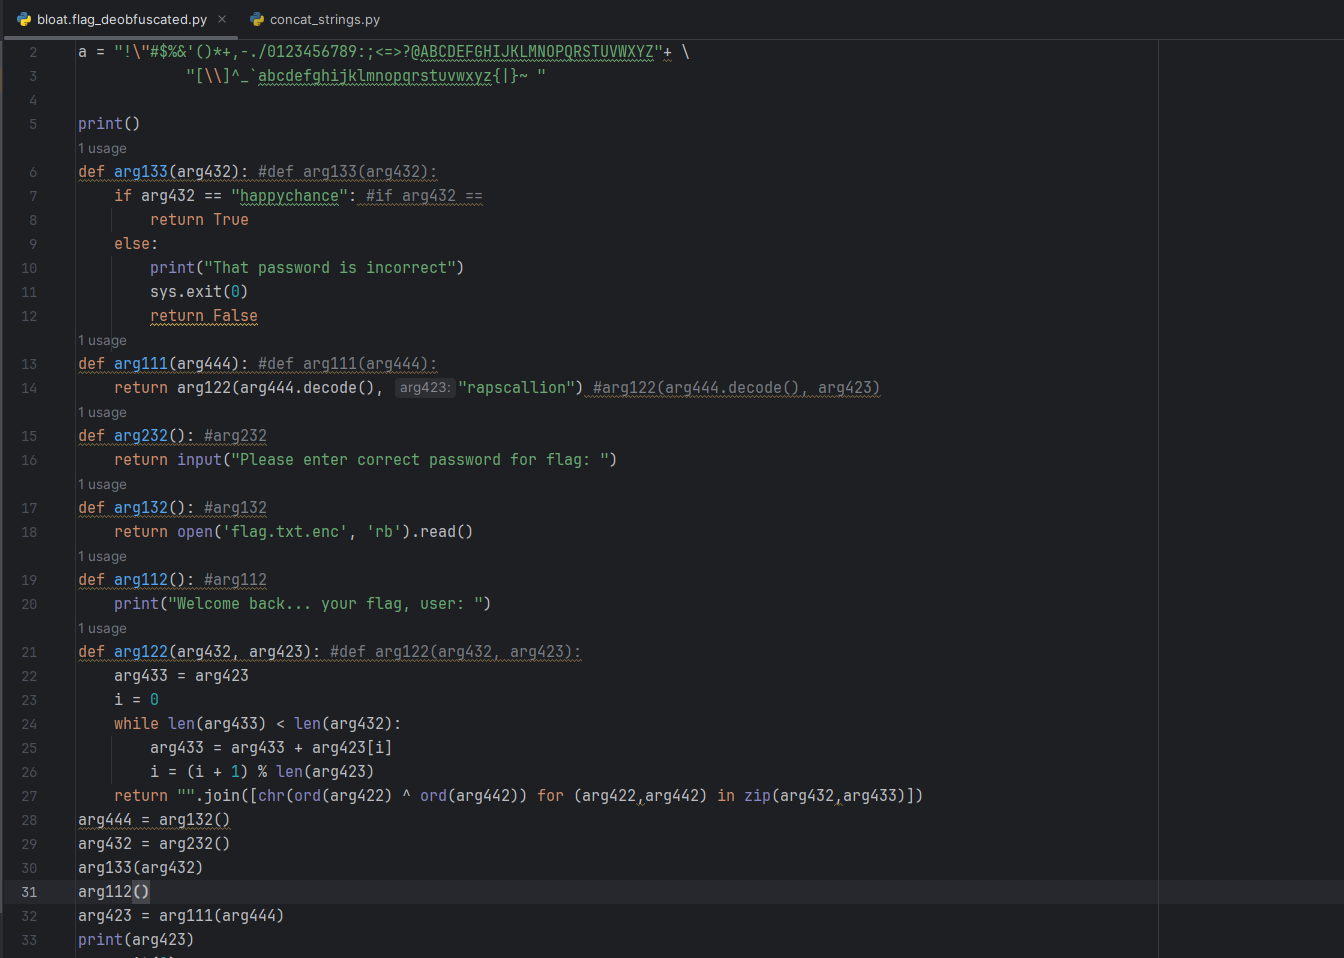 bloat.flag_deobfuscated.py × concat_strings.py
2 a = "!\"#$%&'()*+,-./0123456789:;<=>?@ABCDEFGHIJKLMNOPQRSTUVWXYZ"+ \
3 "[\\]^_`abcdefghijklmnopqrstuvwxyz{|}~ "
4
5 print()
1 usage
6 def arg133(arg432): #def arg133(arg432):
7 if arg432 == "happychance": #if arg432 ==
8 return True
9 else:
10 print("That password is incorrect")
11 sys.exit(0)
12 return False
1 usage
13 def arg111(arg444): #def arg111(arg444):
14 return arg122(arg444.decode(), arg423: "rapscallion") #arg122(arg444.decode(), arg423)
1 usage
15 def arg232(): #arg232
16 return input("Please enter correct password for flag: ")
1 usage
17 def arg132(): #arg132
18 return open('flag.txt.enc', 'rb').read()
1 usage
19 def arg112(): #arg112
20 print("Welcome back... your flag, user: ")
1 usage
21 def arg122(arg432, arg423): #def arg122(arg432, arg423):
22 arg433 = arg423
23 i = 0
24 while len(arg433) < len(arg432):
25 arg433 = arg433 + arg423[i]
26 i = (i + 1) % len(arg423)
27 return "".join([chr(ord(arg422) ^ ord(arg442)) for (arg422,arg442) in zip(arg432,arg433)])
28 arg444 = arg132()
29 arg432 = arg232()
30 arg133(arg432)
31 arg112()
32 arg423 = arg111(arg444)
33 print(arg423)